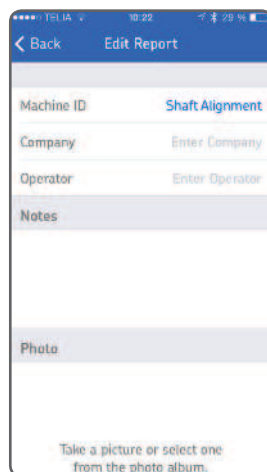 TELIA 10:22 29 %
Back Edit Report
Machine ID Shaft Alignment
Company Enter Company
Operator Enter Operator
Notes
Photo
Take a picture or select one
from the photo album.